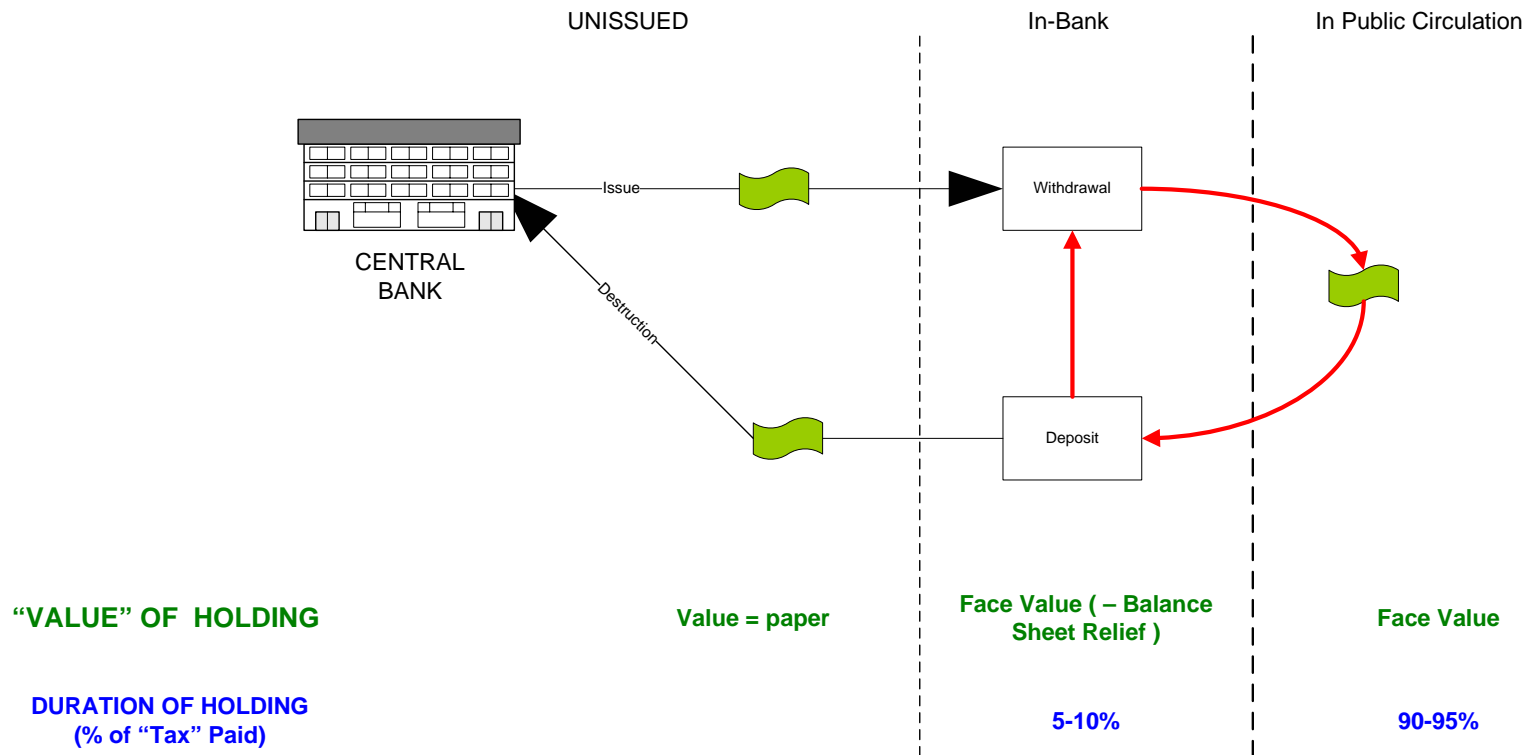 UNISSUED
In-Bank
In Public Circulation
Issue
Withdrawal
CENTRAL
BANK
Destruction
Deposit
“VALUE” OF HOLDING
Value = paper
Face Value ( – Balance
Sheet Relief )
Face Value
DURATION OF HOLDING
(% of “Tax” Paid)
5-10%
90-95%